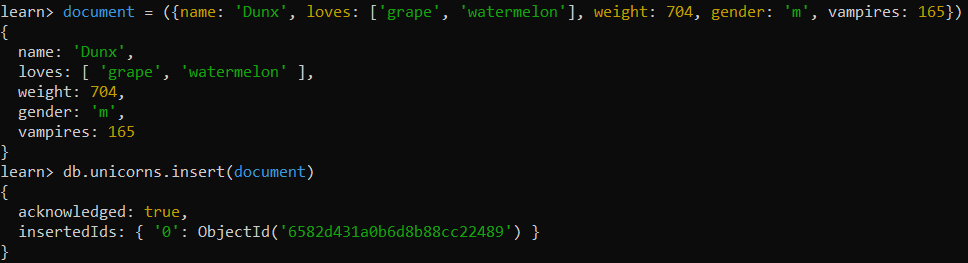 learn> document = ({name: 'Dunx', loves: ['grape', 'watermelon'], weight: 704, gender: 'm', vampires: 165})
{
  name: 'Dunx',
  loves: [ 'grape', 'watermelon' ],
  weight: 704,
  gender: 'm',
  vampires: 165
}
learn> db.unicorns.insert(document)
{
  acknowledged: true,
  insertedIds: { '0': ObjectId('6582d431a0b6d8b88cc22489') }
}